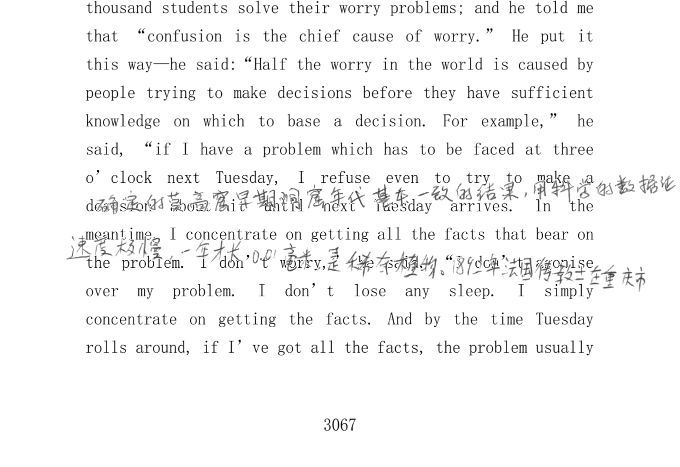 thousand students solve their worry problems; and he told me
that “confusion is the chief cause of worry.” He put it
this way—he said:“Half the worry in the world is caused by
people trying to make decisions before they have sufficient
knowledge on which to base a decision. For example,” he
said, “if I have a problem which has to be faced at three
o’clock next Tuesday, I refuse even to try to make a
确定的莫高窟早期洞窟年代基本一致的结果,用科学的数据论
decision about it until next Tuesday arrives. In the
meantime, I concentrate on getting all the facts that bear on
速度极慢,一年才长0.01毫米,是稀有植物。1892年法国传教士在重庆市
the problem. I don’t worry, he said, “I don’t agonise
over my problem. I don’t lose any sleep. I simply
concentrate on getting the facts. And by the time Tuesday
rolls around, if I’ve got all the facts, the problem usually
3067